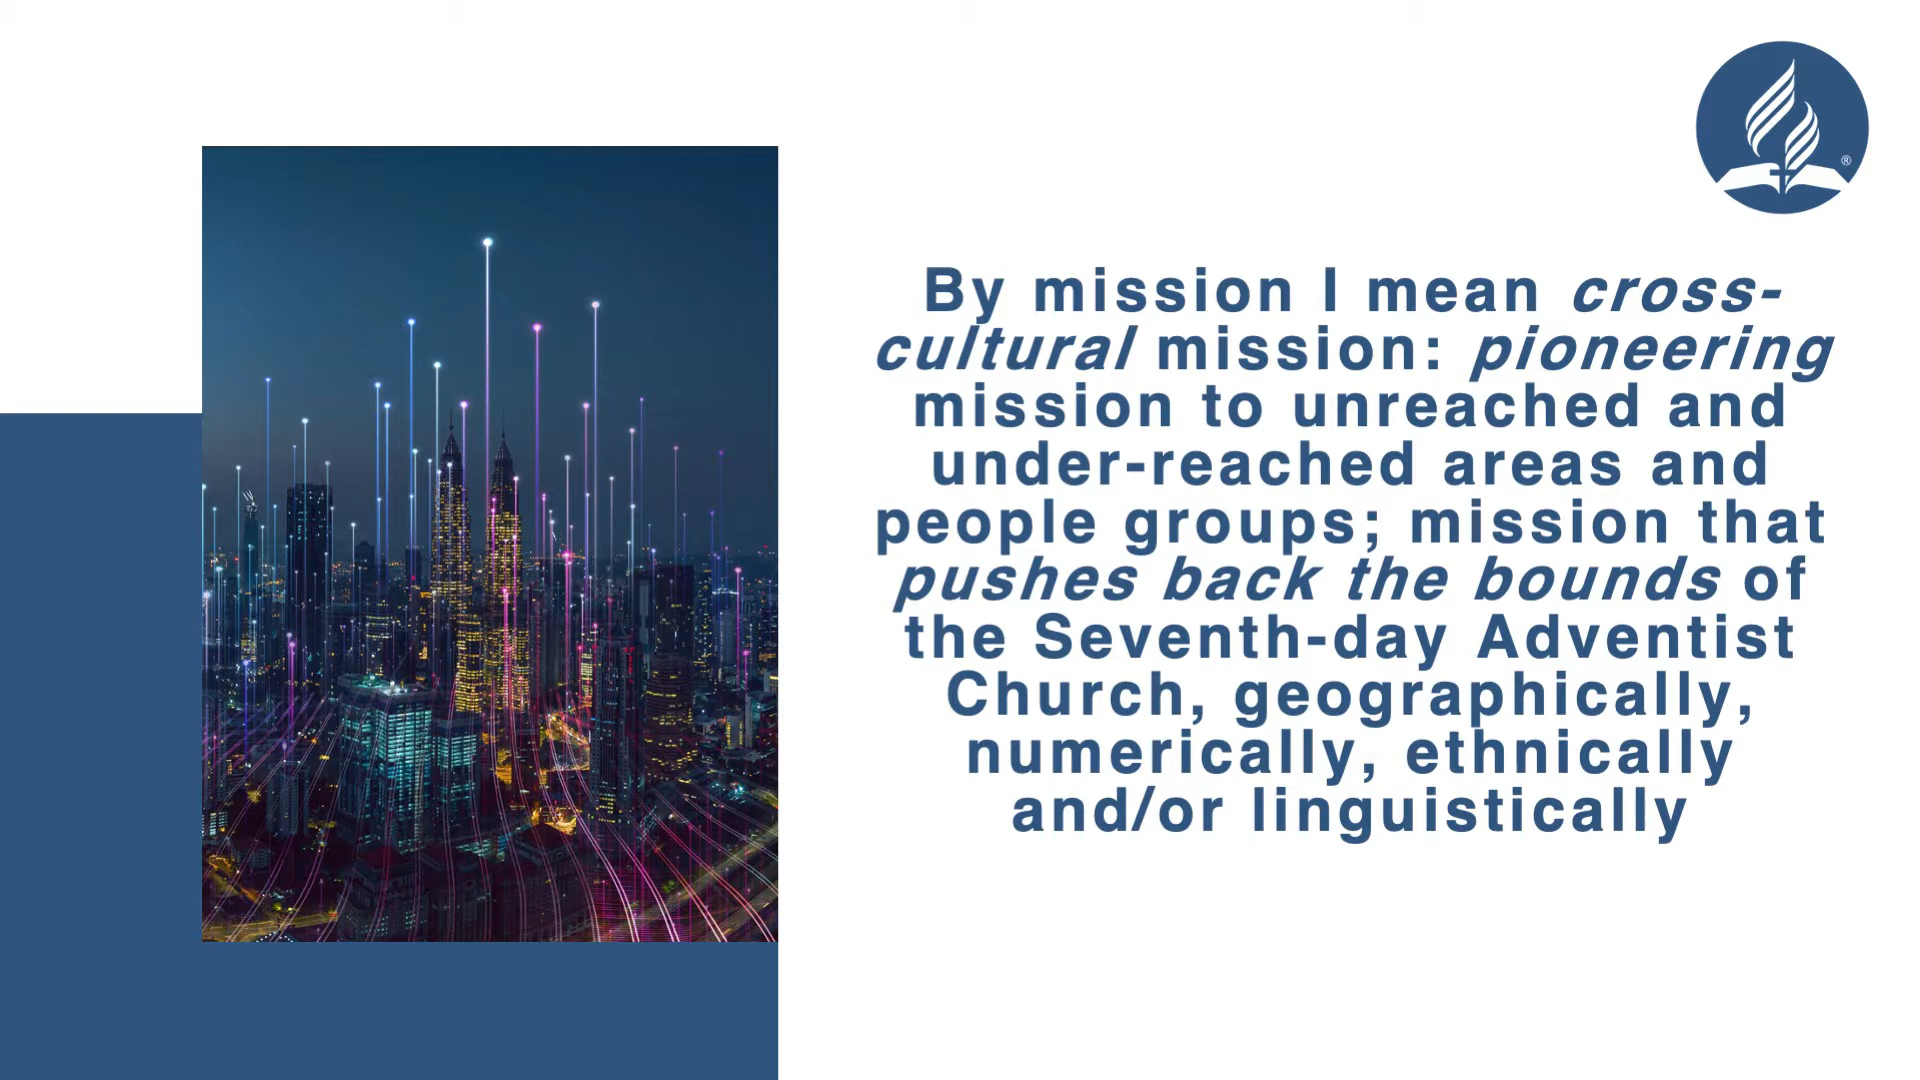 ®
By mission I mean cross-
cultural mission: pioneering
mission to unreached and
under-reached areas and
people groups; mission that
pushes back the bounds of
the Seventh-day Adventist
Church, geographically,
numerically, ethnically
and/or linguistically